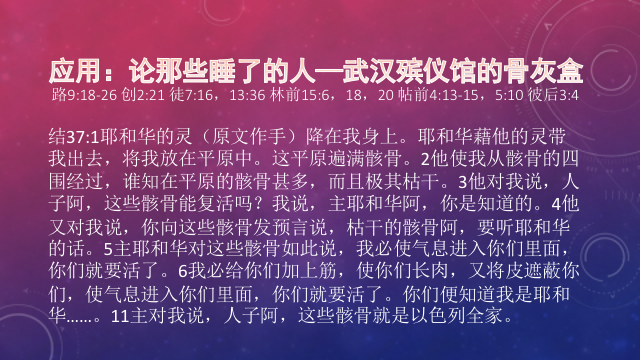 应用：论那些睡了的人—武汉殡仪馆的骨灰盒
路9:18-26 创2:21 徒7:16，13:36 林前15:6，18，20 帖前4:13-15，5:10 彼后3:4
结37:1耶和华的灵（原文作手）降在我身上。耶和华藉他的灵带
我出去，将我放在平原中。这平原遍满骸骨。2他使我从骸骨的四
围经过，谁知在平原的骸骨甚多，而且极其枯干。3他对我说，人
子阿，这些骸骨能复活吗？我说，主耶和华阿，你是知道的。4他
又对我说，你向这些骸骨发预言说，枯干的骸骨阿，要听耶和华
的话。5主耶和华对这些骸骨如此说，我必使气息进入你们里面，
你们就要活了。6我必给你们加上筋，使你们长肉，又将皮遮蔽你
们，使气息进入你们里面，你们就要活了。你们便知道我是耶和
华……。11主对我说，人子阿，这些骸骨就是以色列全家。